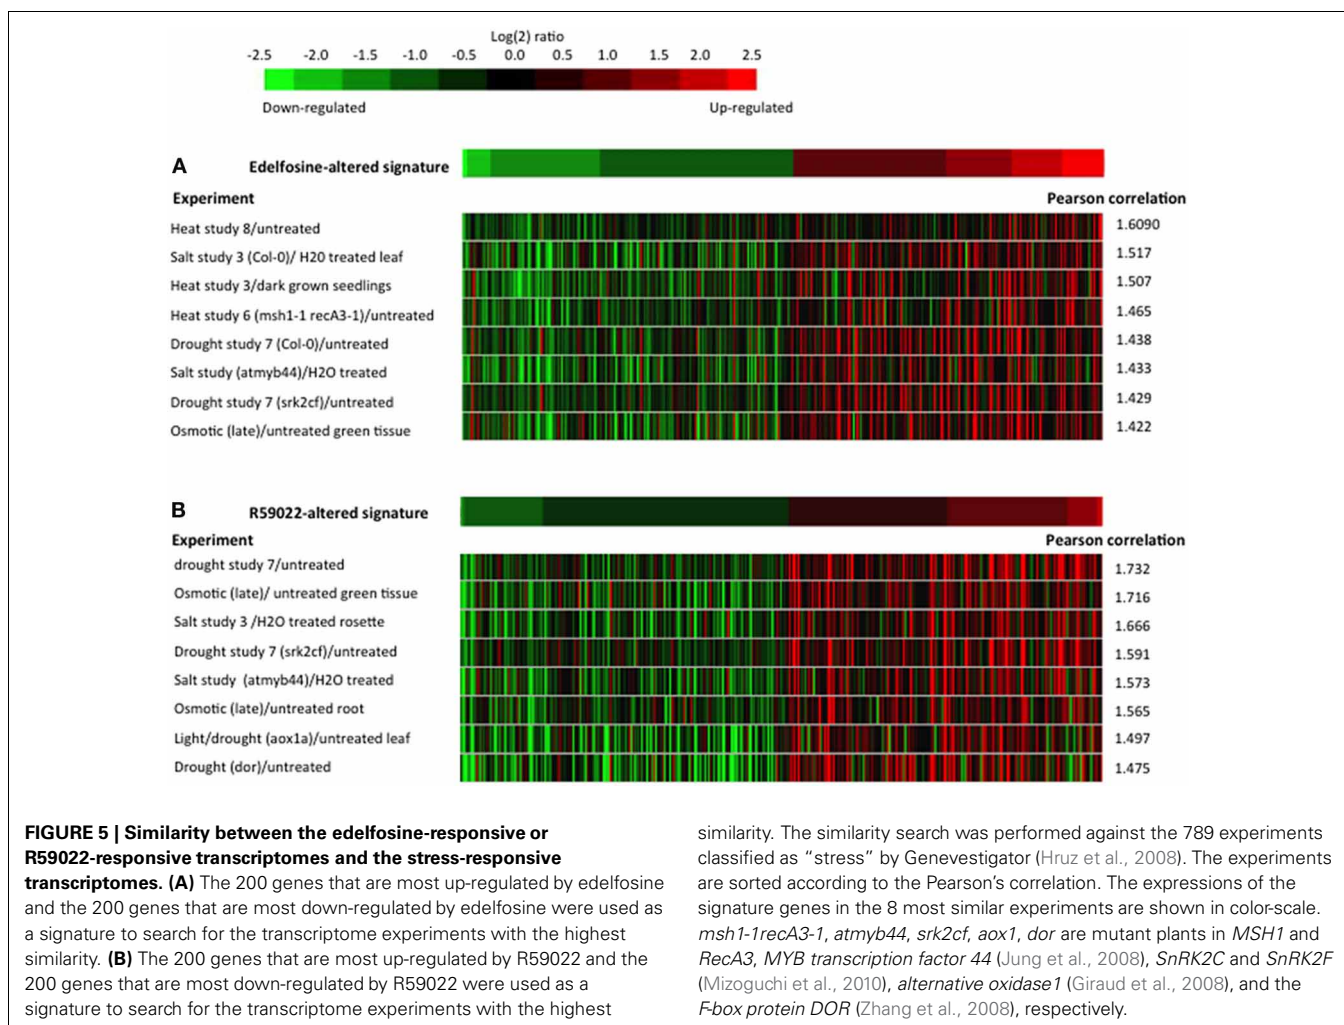 Log(2) ratio
-2.5 -2.0 -1.5 -1.0 -0.5 0.0 0.5 1.0 1.5 2.0 2.5
Down-regulated Up-regulated
A Edelfosine-altered signature
Experiment Pearson correlation
Heat study 8/untreated 1.6090
Salt study 3 (Col-0)/ H20 treated leaf 1.517
Heat study 3/dark grown seedlings 1.507
Heat study 6 (msh1-1 recA3-1)/untreated 1.465
Drought study 7 (Col-0)/untreated 1.438
Salt study (atmyb44)/H2O treated 1.433
Drought study 7 (srk2cf)/untreated 1.429
Osmotic (late)/untreated green tissue 1.422
B R59022-altered signature
Experiment Pearson correlation
drought study 7/untreated 1.732
Osmotic (late)/ untreated green tissue 1.716
Salt study 3 /H2O treated rosette 1.666
Drought study 7 (srk2cf)/untreated 1.591
Salt study (atmyb44)/H2O treated 1.573
Osmotic (late)/untreated root 1.565
Light/drought (aox1a)/untreated leaf 1.497
Drought (dor)/untreated 1.475
FIGURE 5 | Similarity between the edelfosine-responsive or
R59022-responsive transcriptomes and the stress-responsive
transcriptomes. (A) The 200 genes that are most up-regulated by edelfosine
and the 200 genes that are most down-regulated by edelfosine were used as
a signature to search for the transcriptome experiments with the highest
similarity. (B) The 200 genes that are most up-regulated by R59022 and the
200 genes that are most down-regulated by R59022 were used as a
signature to search for the transcriptome experiments with the highest
similarity. The similarity search was performed against the 789 experiments
classified as “stress” by Genevestigator (Hruz et al., 2008). The experiments
are sorted according to the Pearson's correlation. The expressions of the
signature genes in the 8 most similar experiments are shown in color-scale.
msh1-1recA3-1, atmyb44, srk2cf, aox1, dor are mutant plants in MSH1 and
RecA3, MYB transcription factor 44 (Jung et al., 2008), SnRK2C and SnRK2F
(Mizoguchi et al., 2010), alternative oxidase1 (Giraud et al., 2008), and the
F-box protein DOR (Zhang et al., 2008), respectively.